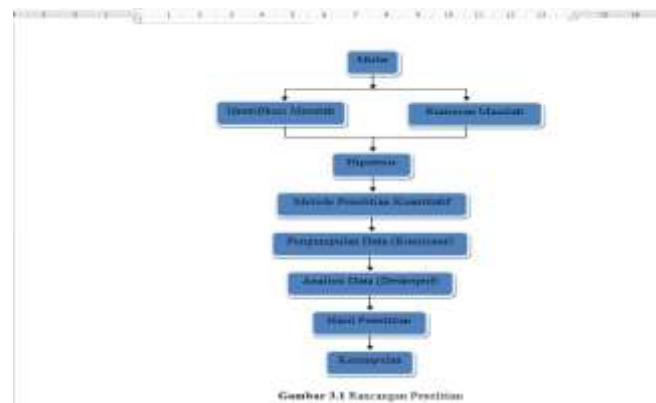 Mulai
Identifikasi Masalah
Rumusan Masalah
Hipotesis
Metode Penelitian Kuantitatif
Pengumpulan Data (Kuesioner)
Analisis Data (Deskriptif)
Hasil Penelitian
Kesimpulan
Gambar 3.1 Rancangan Penelitian